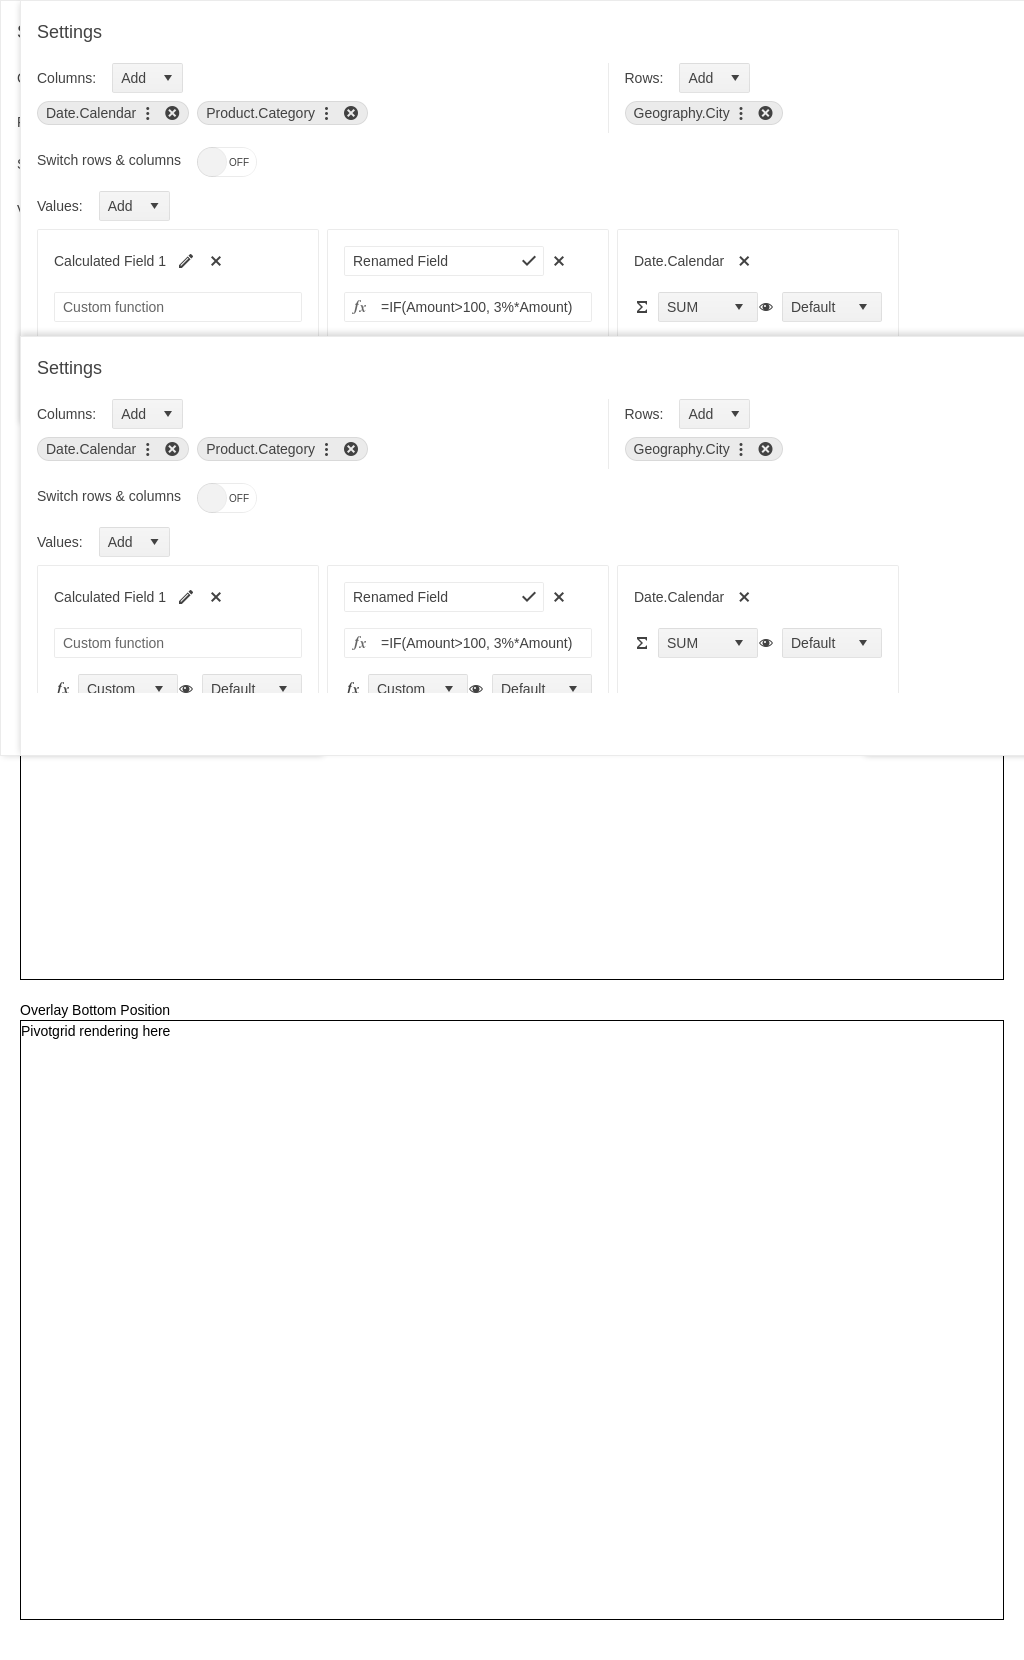 Settings
Columns: Add Rows: Add
Date.Calendar Product.Category Geography.City
Switch rows & columns OFF
Values: Add
Calculated Field 1 Renamed Field Date.Calendar
Custom function fx =IF(Amount>100, 3%*Amount) Σ SUM Default
Settings
Columns: Add Rows: Add
Date.Calendar Product.Category Geography.City
Switch rows & columns OFF
Values: Add
Calculated Field 1 Renamed Field Date.Calendar
Custom function fx =IF(Amount>100, 3%*Amount) Σ SUM Default
fx Custom Default fx Custom Default
Overlay Bottom Position
Pivotgrid rendering here